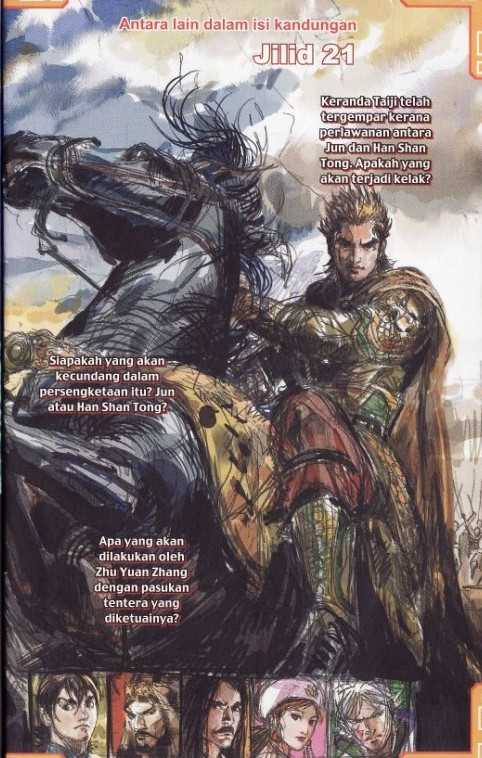 Antara lain dalam isi kandungan
Jilid 21
Keranda Taiji telah
tergempar kerana
perlawanan antara
Jun dan Han Shan
Tong. Apakah yang
akan terjadi kelak?
Siapakah yang akan
kecundang dalam
persengketaan itu? Jun
atau Han Shan Tong?
Apa yang akan
dilakukan oleh
Zhu Yuan Zhang
dengan pasukan
tentera yang
diketuainya?